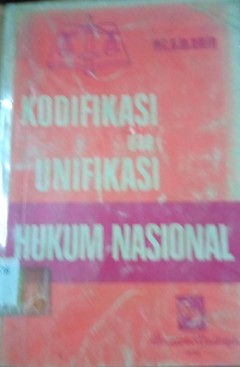 KODIFIKASI
dan
UNIFIKASI
HUKUM NASIONAL